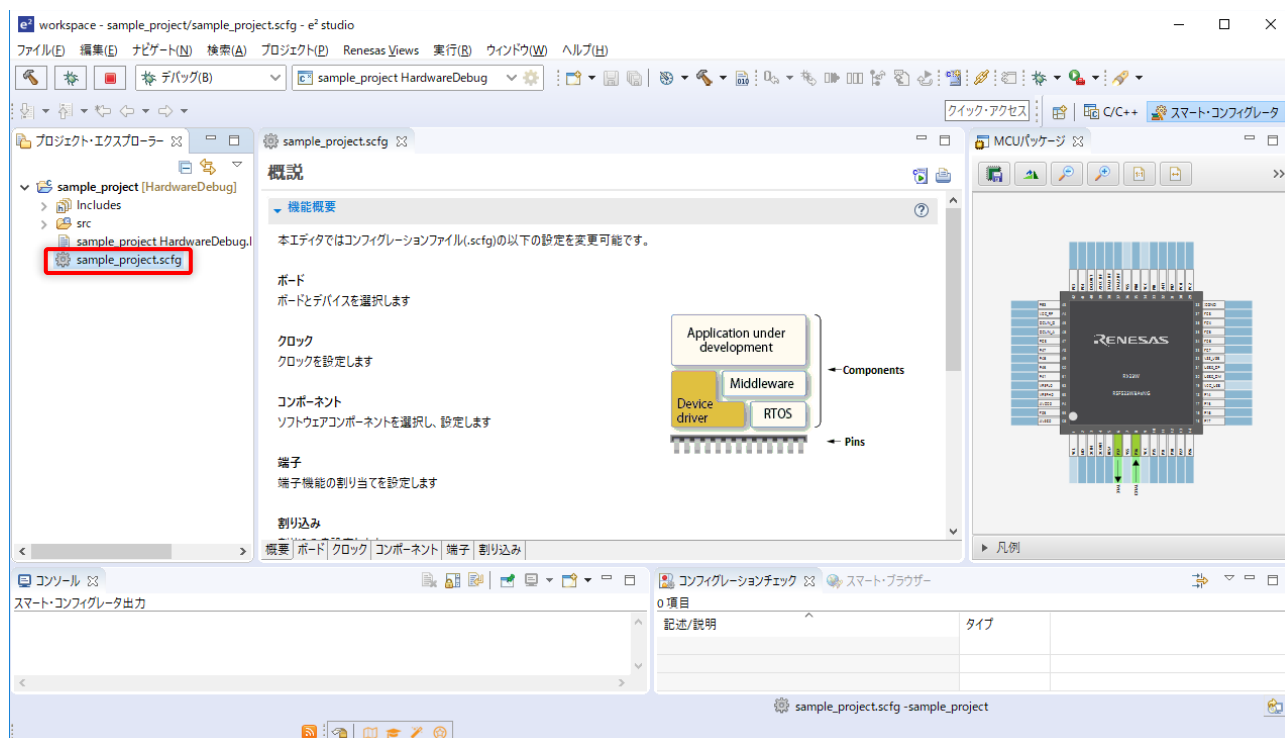 workspace - sample_project/sample_project.scfg - e² studio
ファイル(F) 編集(E) ナビゲート(N) 検索(A) プロジェクト(P) Renesas Views 実行(R) ウィンドウ(W) ヘルプ(H)
デバッグ(B)
sample_project HardwareDebug
クイック・アクセス
C/C++
スマート・コンフィグレータ
プロジェクト・エクスプローラー
sample_project [HardwareDebug]
Includes
src
sample_project HardwareDebug.l
sample_project.scfg
sample_project.scfg
概説
機能概要
本エディタではコンフィグレーションファイル(.scfg)の以下の設定を変更可能です。
ボード
ボードとデバイスを選択します
クロック
クロックを設定します
コンポーネント
ソフトウェアコンポーネントを選択し、設定します
端子
端子機能の割り当てを設定します
割り込み
Application under
development
Middleware
Device
driver
RTOS
Components
Pins
概要 ボード クロック コンポーネント 端子 割り込み
MCUパッケージ
RENESAS
凡例
コンソール
スマート・コンフィグレータ出力
コンフィグレーションチェック
スマート・ブラウザー
0 項目
記述/説明
タイプ
sample_project.scfg -sample_project